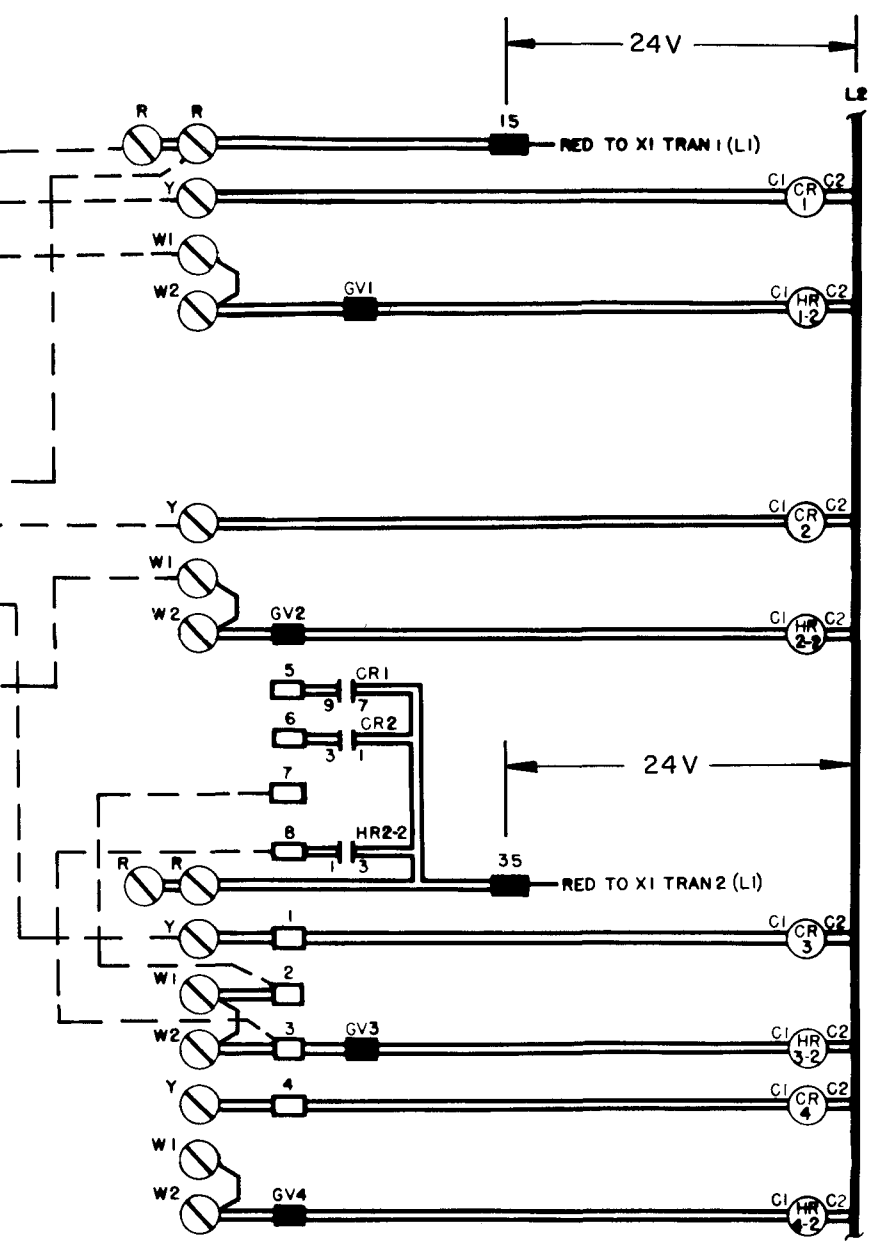 24V
L2
R R 15
RED TO X1 TRAN 1 (L1)
Y C1 CR 1 C2
W1
W2 GV1 C1 HR 1-2 C2
Y C1 CR 2 C2
W1
W2 GV2 C1 HR 2-2 C2
5 CR1
9 7
6 CR2
3 1
24V
7
8 HR2-2
1 3
R R 35
RED TO X1 TRAN 2 (L1)
Y 1 C1 CR 3 C2
W1 2
W2 3 GV3 C1 HR 3-2 C2
Y 4 C1 CR 4 C2
W1
W2 GV4 C1 HR 4-2 C2